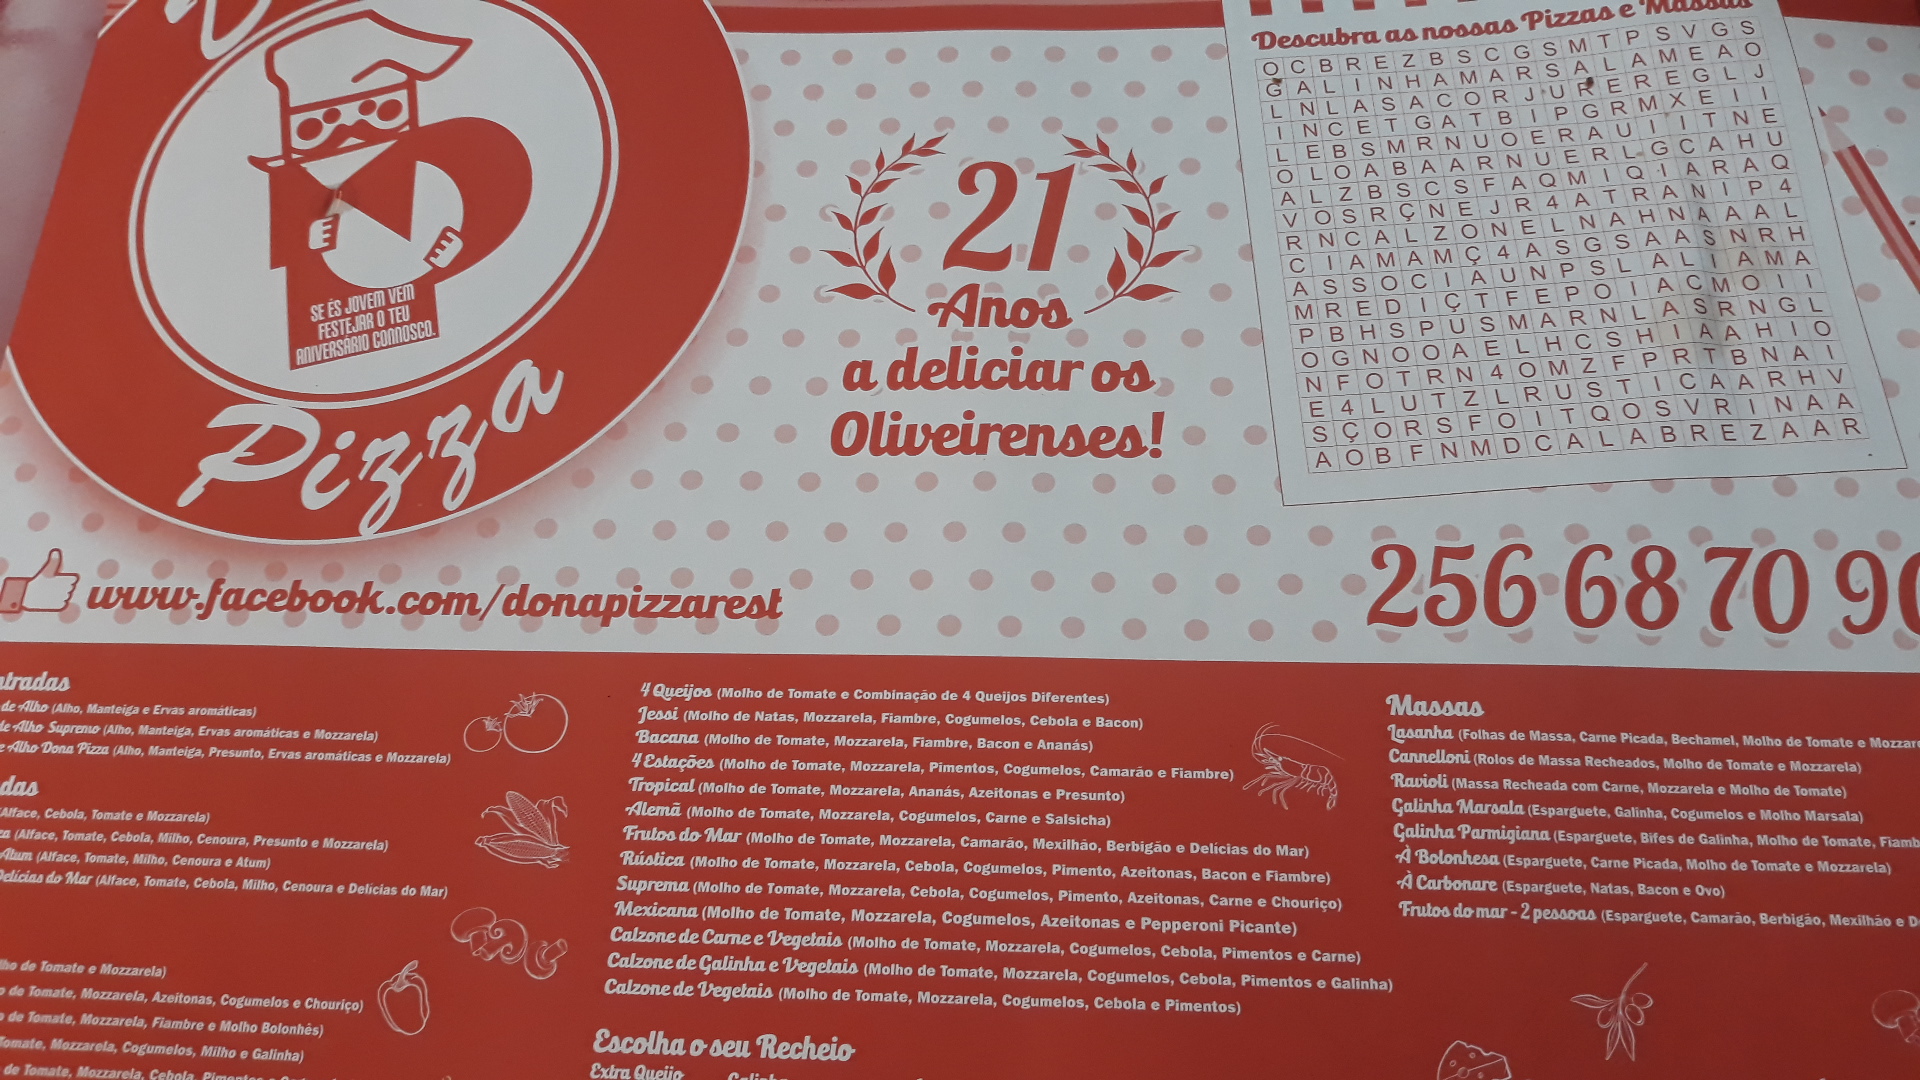 Pizza
SE ÉS JOVEM VEM
FESTEJAR O TEU
ANIVERSÁRIO CONNOSCO.
21
Anos
a deliciar os
Oliveirenses!
Descubra as nossas Pizzas e Massas
O C B R E Z B S C G S M T P S V G S
G A L I N H A M A R S A L A M E A O
L N L A S A C O R J U R E R E G L J
I N C E T G A T B I P G R M X E I I
L E B S M R N U O E R A U I I T N E
O L O A B A A R N U E R L G C A H U
A L Z B S C S F A Q M I Q I A R A Q
V O S R Ç N E J R 4 A T R A N I P 4
R N C A L Z O N E L N A H N A A A L
C I A M A M Ç 4 A S G S A A S N R H
A S S O C I A U N P S L A L I A M A
M R E D I Ç T F E P O I A C M O I I
P B H S P U S M A R N L A S R N G L
O G N O O A E L H C S H I A A H I O
N F O T R N 4 O M Z F P R T B N A I
E 4 L U T Z L R U S T I C A A R H V
S Ç O R S F O I T Q O S V R I N A A
A O B F N M D C A L A B R E Z A A R
www.facebook.com/donapizzarest
256 68 70 90
de Alho (Alho, Manteiga e Ervas aromáticas)
de Alho Supremo (Alho, Manteiga, Ervas aromáticas e Mozzarela)
Alho Dona Pizza (Alho, Manteiga, Presunto, Ervas aromáticas e Mozzarela)
Alface, Cebola, Tomate e Mozzarela)
(Alface, Tomate, Cebola, Milho, Cenoura, Presunto e Mozzarela)
Atum (Alface, Tomate, Milho, Cenoura e Atum)
Delícias do Mar (Alface, Tomate, Cebola, Milho, Cenoura e Delícias do Mar)
de Tomate e Mozzarela)
de Tomate, Mozzarela, Azeitonas, Cogumelos e Chouriço)
de Tomate, Mozzarela, Fiambre e Molho Bolonhês)
Tomate, Mozzarela, Cogumelos, Milho e Galinha)
de Tomate, Mozzarela, Cebola,
4 Queijos (Molho de Tomate e Combinação de 4 Queijos Diferentes)
Jessi (Molho de Natas, Mozzarela, Fiambre, Cogumelos, Cebola e Bacon)
Bacana (Molho de Tomate, Mozzarela, Fiambre, Bacon e Ananás)
4 Estações (Molho de Tomate, Mozzarela, Pimentos, Cogumelos, Camarão e Fiambre)
Tropical (Molho de Tomate, Mozzarela, Ananás, Azeitonas e Presunto)
Alemã (Molho de Tomate, Mozzarela, Cogumelos, Carne e Salsicha)
Frutos do Mar (Molho de Tomate, Mozzarela, Camarão, Mexilhão, Berbigão e Delícias do Mar)
Rústica (Molho de Tomate, Mozzarela, Cebola, Cogumelos, Pimento, Azeitonas, Bacon e Fiambre)
Suprema (Molho de Tomate, Mozzarela, Cebola, Cogumelos, Pimento, Azeitonas, Carne e Chouriço)
Mexicana (Molho de Tomate, Mozzarela, Cogumelos, Azeitonas e Pepperoni Picante)
Calzone de Carne e Vegetais (Molho de Tomate, Mozzarela, Cogumelos, Cebola, Pimentos e Carne)
Calzone de Galinha e Vegetais (Molho de Tomate, Mozzarela, Cogumelos, Cebola, Pimentos e Galinha)
Calzone de Vegetais (Molho de Tomate, Mozzarela, Cogumelos, Cebola e Pimentos)
Escolha o seu Recheio
Extra Queijo
Massas
Lasanha (Folhas de Massa, Carne Picada, Bechamel, Molho de Tomate e
Cannelloni (Rolos de Massa Recheados, Molho de Tomate e Mozzarela)
Ravioli (Massa Recheada com Carne, Mozzarela e Molho de Tomate)
Galinha Marsala (Esparguete, Galinha, Cogumelos e Molho Marsala)
Galinha Parmigiana (Esparguete, Bifes de Galinha, Molho de Tomate,
À Bolonhesa (Esparguete, Carne Picada, Molho de Tomate e Mozzarela)
À Carbonare (Esparguete, Natas, Bacon e Ovo)
Frutos do mar - 2 pessoas (Esparguete, Camarão, Berbigão, Mexilhão e